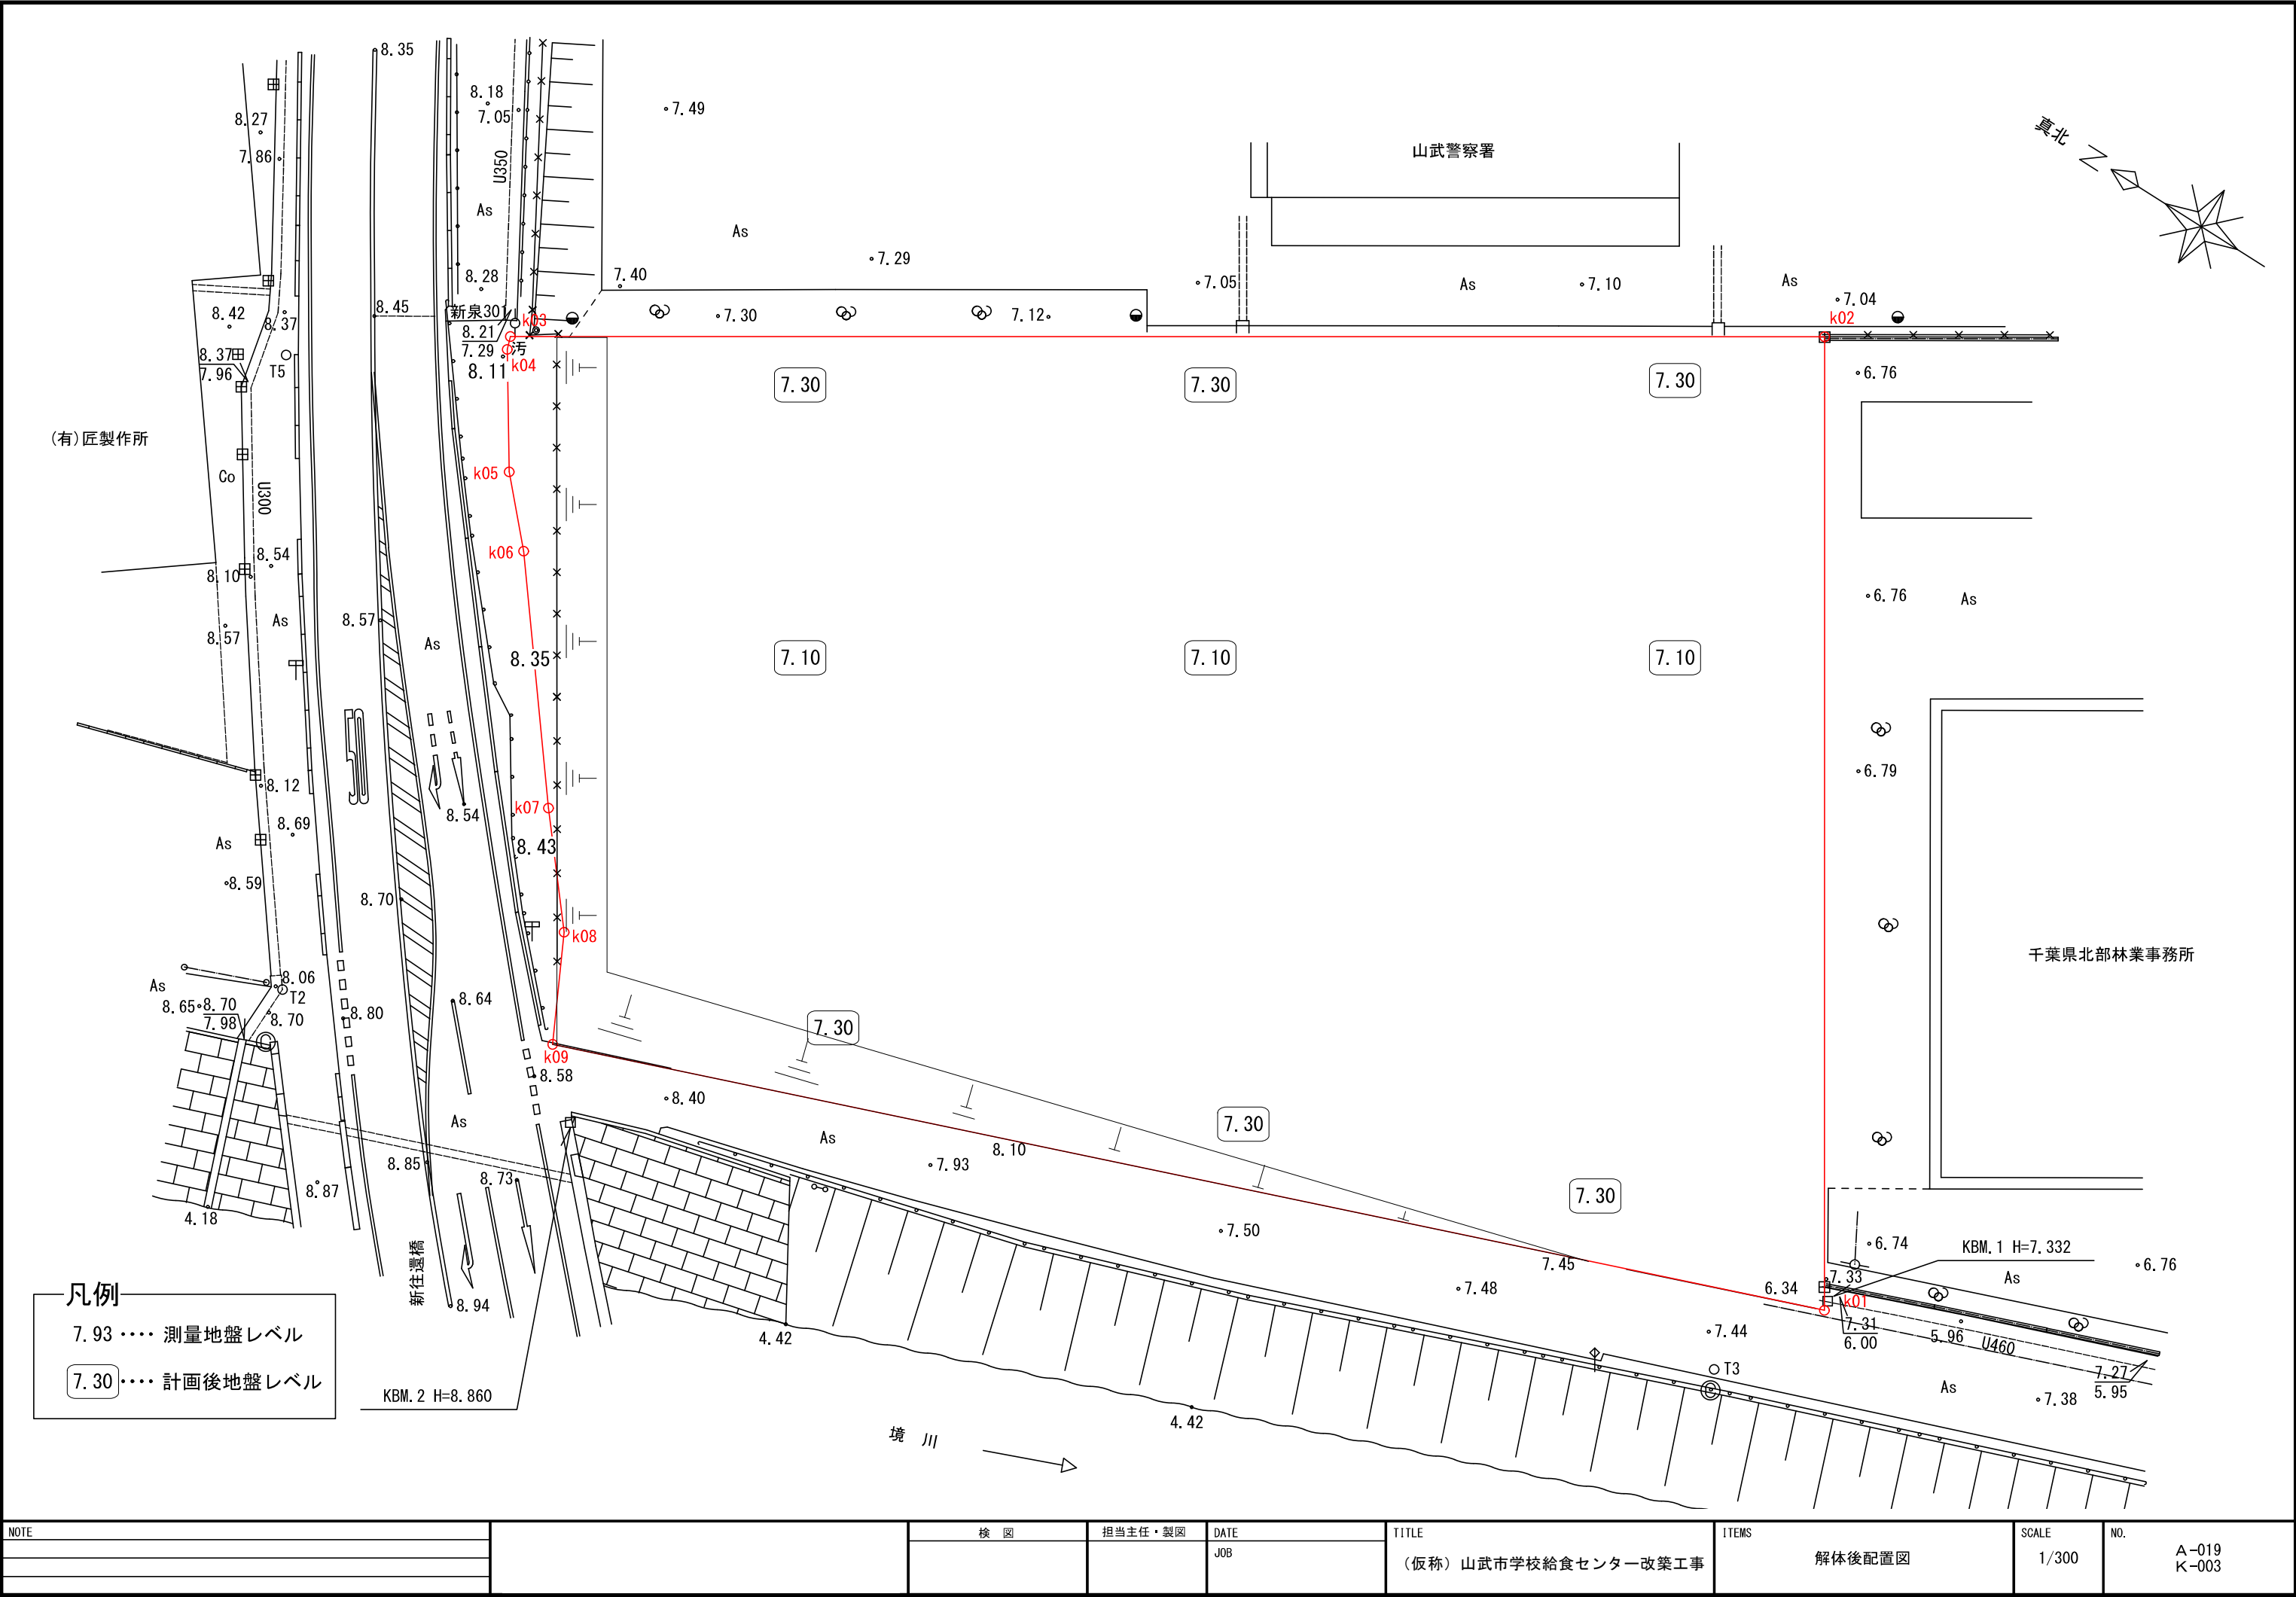 8.35
8.27
7.86
8.18
7.05
U350
As
7.49
山武警察署
真北
As
7.29
7.40
8.28
新泉301
k03
8.45
8.42
8.37
8.21
7.29
汚
k04
8.11
7.30
7.12
7.05
As
7.10
As
7.04
k02
8.37
7.96
T5
7.30
7.30
7.30
6.76
(有)匠製作所
Co
U300
k05
k06
8.54
8.10
As
8.57
8.57
As
8.35
7.10
7.10
7.10
6.76
As
8.12
8.69
As
8.59
8.54
k07
8.43
6.79
8.70
k08
千葉県北部林業事務所
As
8.06
T2
8.65
8.70
7.98
8.70
8.80
8.64
7.30
k09
8.58
8.40
As
As
7.93
8.10
7.30
7.30
8.85
8.73
8.87
4.18
新往還橋
8.94
7.50
7.45
7.48
7.44
T3
6.74
KBM.1 H=7.332
As
6.76
6.34
7.33
k01
7.31
6.00
5.96
U460
7.27
5.95
As
7.38
4.42
4.42
KBM.2 H=8.860
境 川
凡例
7.93 ‥‥ 測量地盤レベル
7.30 ‥‥ 計画後地盤レベル
NOTE
検 図
担当主任・製図
DATE
JOB
TITLE
(仮称) 山武市学校給食センター改築工事
ITEMS
解体後配置図
SCALE
1/300
NO.
A-019
K-003